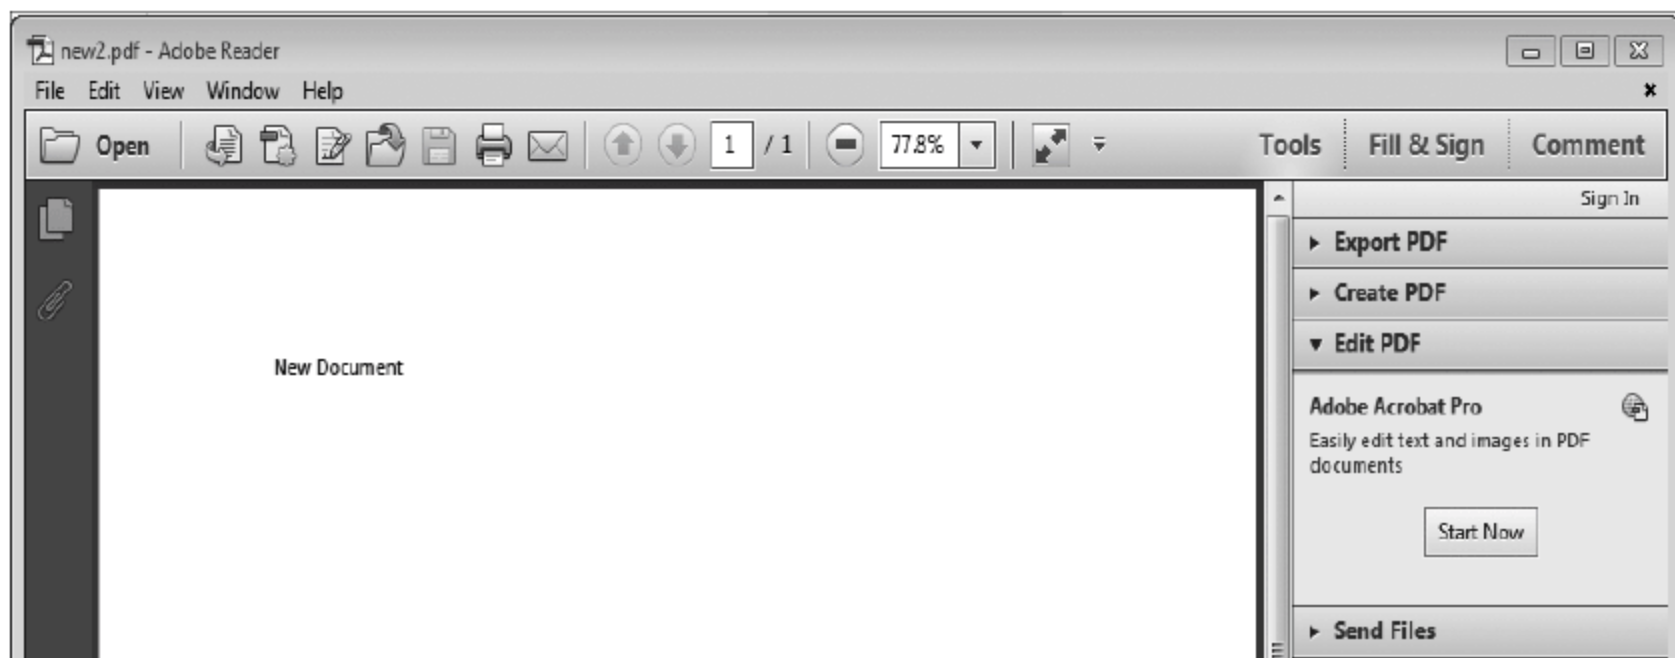 new2.pdf - Adobe Reader
File Edit View Window Help
Open 1 / 1 77.8% Tools Fill & Sign Comment
Sign In
Export PDF
Create PDF
Edit PDF
New Document
Adobe Acrobat Pro
Easily edit text and images in PDF
documents
Start Now
Send Files